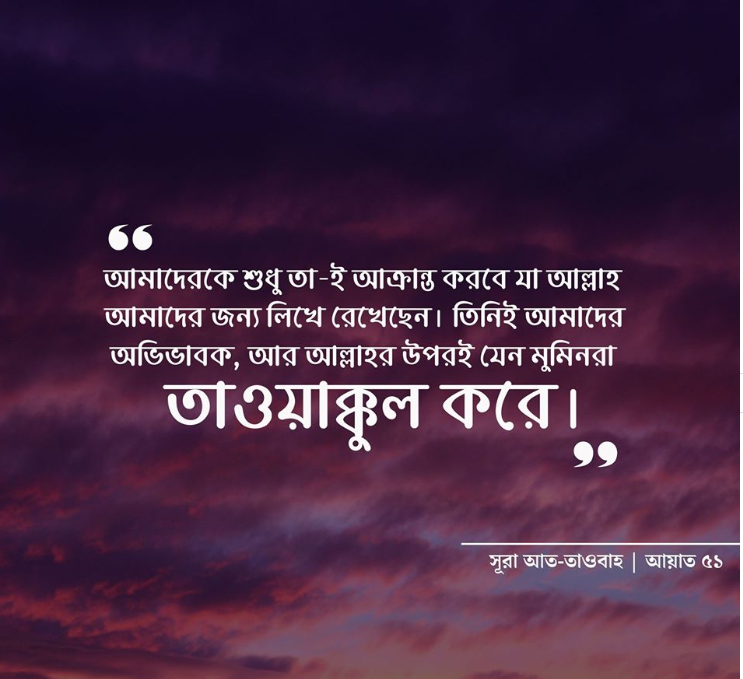 “
আমাদেরকে শুধু তা-ই আক্রান্ত করবে যা আল্লাহ
আমাদের জন্য লিখে রেখেছেন। তিনিই আমাদের
অভিভাবক, আর আল্লাহর উপরই যেন মুমিনরা
তাওয়াক্কুল করে।
”
সূরা আত-তাওবাহ | আয়াত ৫১